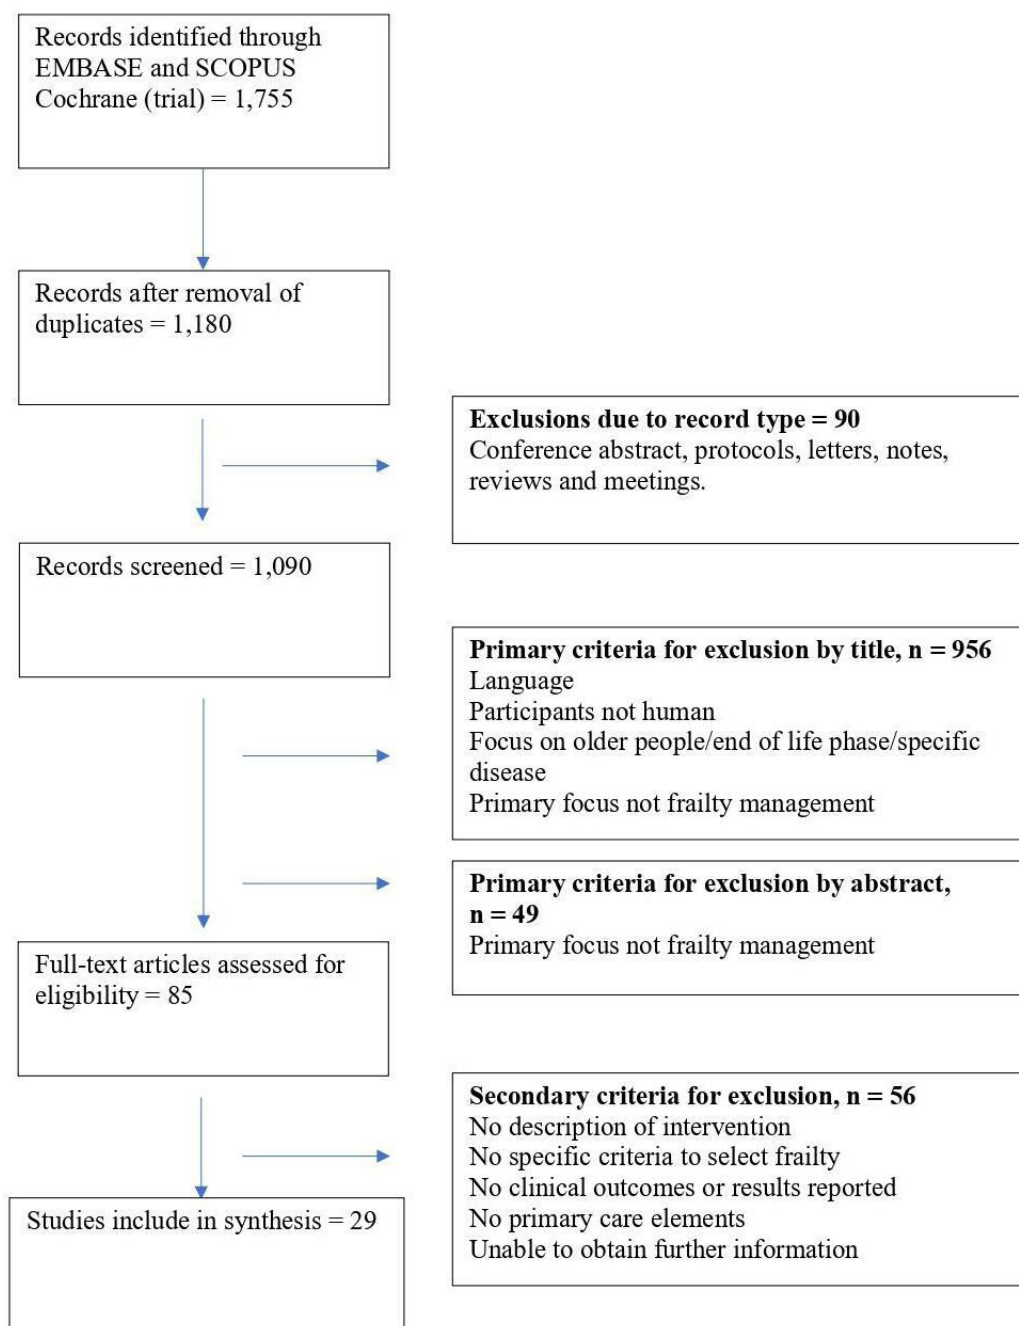 Records identified through
EMBASE and SCOPUS
Cochrane (trial) = 1,755
Records after removal of
duplicates = 1,180
Exclusions due to record type = 90
Conference abstract, protocols, letters, notes,
reviews and meetings.
Records screened = 1,090
Primary criteria for exclusion by title, n = 956
Language
Participants not human
Focus on older people/end of life phase/specific
disease
Primary focus not frailty management
Primary criteria for exclusion by abstract,
n = 49
Primary focus not frailty management
Full-text articles assessed for
eligibility = 85
Secondary criteria for exclusion, n = 56
No description of intervention
No specific criteria to select frailty
No clinical outcomes or results reported
No primary care elements
Unable to obtain further information
Studies include in synthesis = 29